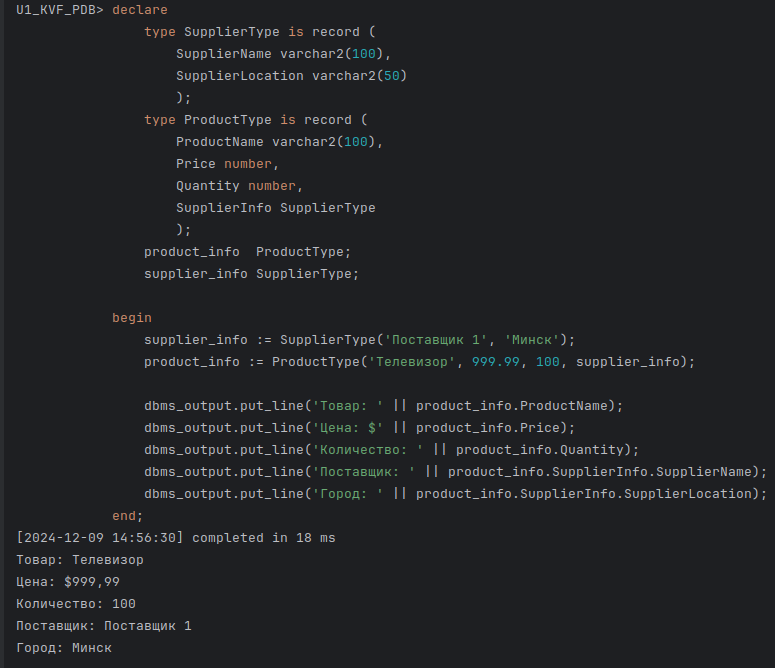 U1_KVF_PDB> declare
type SupplierType is record (
SupplierName varchar2(100),
SupplierLocation varchar2(50)
);
type ProductType is record (
ProductName varchar2(100),
Price number,
Quantity number,
SupplierInfo SupplierType
);
product_info  ProductType;
supplier_info SupplierType;
begin
supplier_info := SupplierType('Поставщик 1', 'Минск');
product_info := ProductType('Телевизор', 999.99, 100, supplier_info);
dbms_output.put_line('Товар: ' || product_info.ProductName);
dbms_output.put_line('Цена: $' || product_info.Price);
dbms_output.put_line('Количество: ' || product_info.Quantity);
dbms_output.put_line('Поставщик: ' || product_info.SupplierInfo.SupplierName);
dbms_output.put_line('Город: ' || product_info.SupplierInfo.SupplierLocation);
end;
[2024-12-09 14:56:30] completed in 18 ms
Товар: Телевизор
Цена: $999,99
Количество: 100
Поставщик: Поставщик 1
Город: Минск